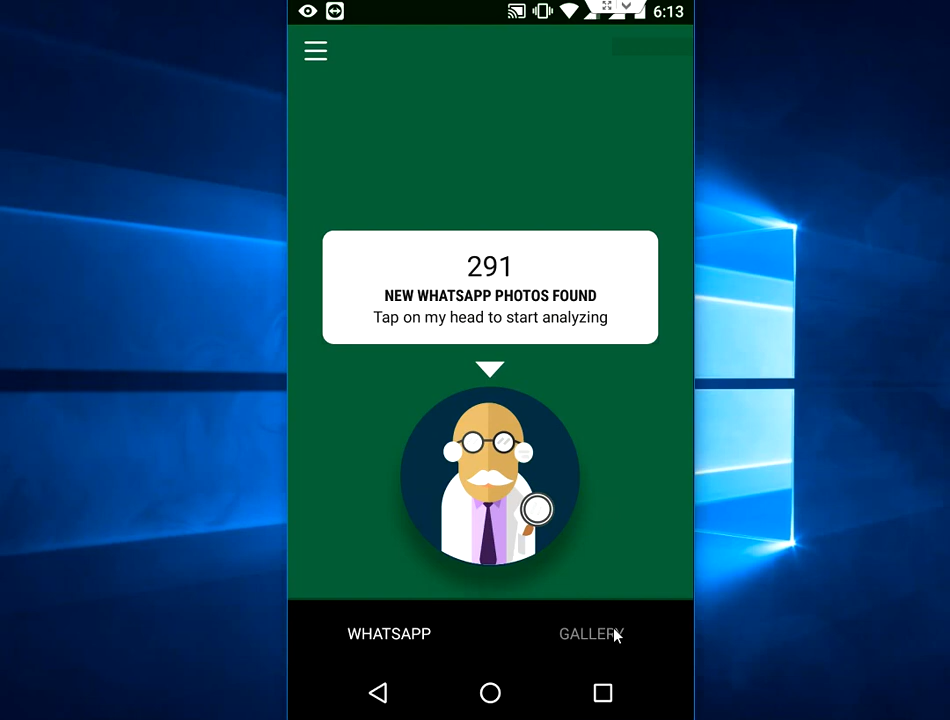 6:13
291
NEW WHATSAPP PHOTOS FOUND
Tap on my head to start analyzing
WHATSAPP
GALLERY